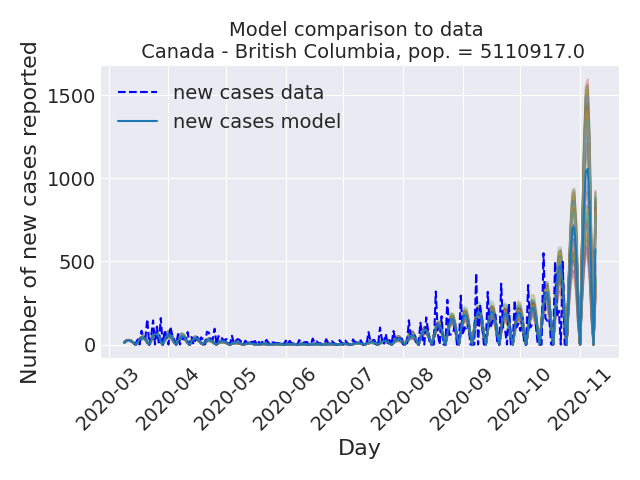 Model comparison to data
Canada - British Columbia, pop. = 5110917.0
Number of new cases reported
1500
1000
500
0
new cases data
new cases model
2020-03
2020-04
2020-05
2020-06
2020-07
2020-08
2020-09
2020-10
2020-11
Day